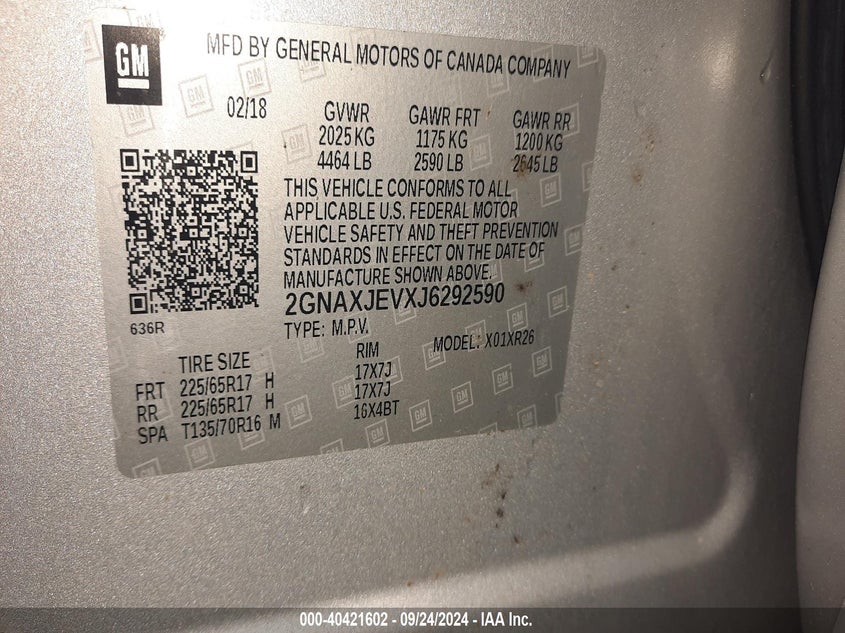 GM
MFD BY GENERAL MOTORS OF CANADA COMPANY
02/18 GVWR GAWR FRT GAWR RR
2025 KG 1175 KG 1200 KG
4464 LB 2590 LB 2645 LB
THIS VEHICLE CONFORMS TO ALL
APPLICABLE U.S. FEDERAL MOTOR
VEHICLE SAFETY AND THEFT PREVENTION
STANDARDS IN EFFECT ON THE DATE OF
MANUFACTURE SHOWN ABOVE.
2GNAXJEVXJ6292590
636R
TYPE: M.P.V. MODEL: X01XR26
TIRE SIZE RIM
FRT 225/65R17 H 17X7J
RR 225/65R17 H 17X7J
SPA T135/70R16 M 16X4BT
000-40421602 - 09/24/2024 - IAA Inc.